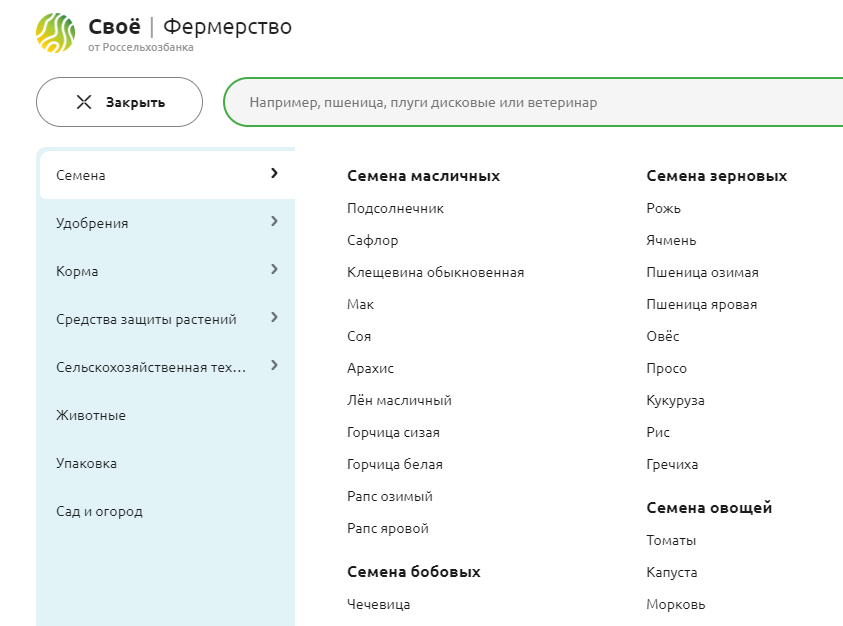 Своё | Фермерство
от Россельхозбанка
Закрыть
Например, пшеница, плуги дисковые или ветеринар
Семена
Удобрения
Корма
Средства защиты растений
Сельскохозяйственная тех...
Животные
Упаковка
Сад и огород
Семена масличных
Подсолнечник
Сафлор
Клещевина обыкновенная
Мак
Соя
Арахис
Лён масличный
Горчица сизая
Горчица белая
Рапс озимый
Рапс яровой
Семена бобовых
Чечевица
Семена зерновых
Рожь
Ячмень
Пшеница озимая
Пшеница яровая
Овёс
Просо
Кукуруза
Рис
Гречиха
Семена овощей
Томаты
Капуста
Морковь